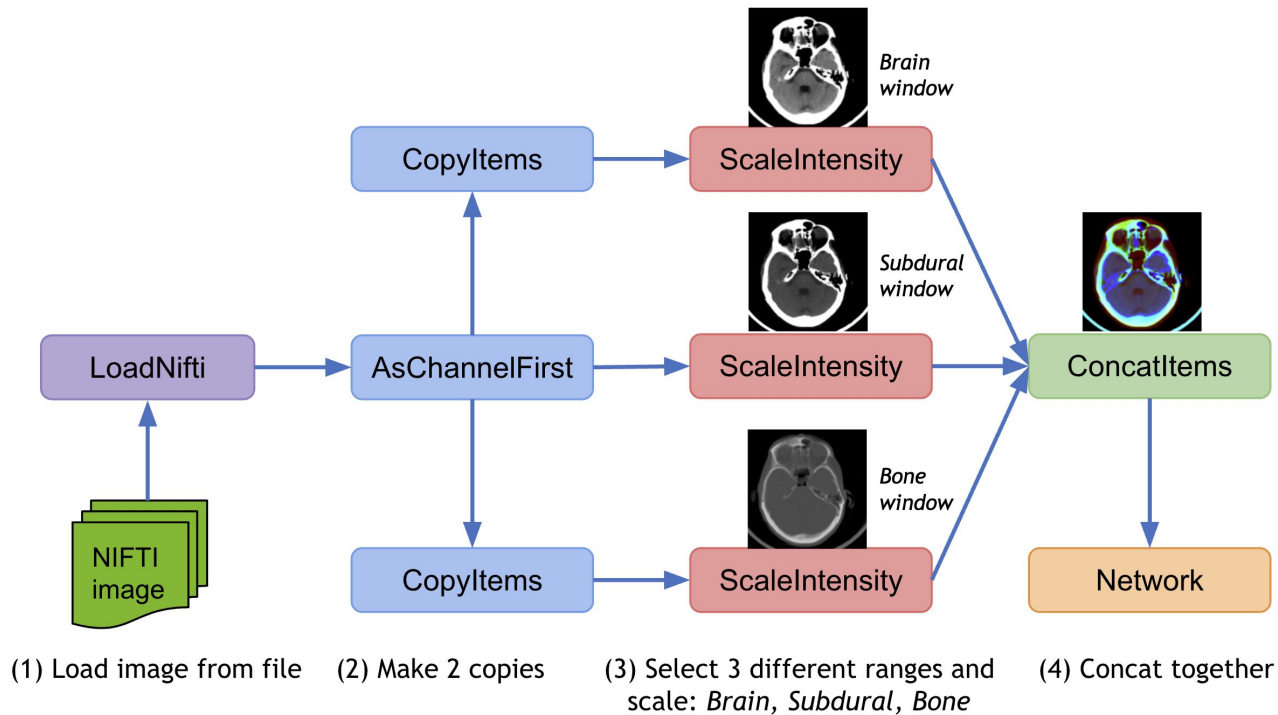 Brain
window
CopyItems
ScaleIntensity
Subdural
window
LoadNifti
AsChannelFirst
ScaleIntensity
ConcatItems
Bone
window
NIFTI
image
CopyItems
ScaleIntensity
Network
(1) Load image from file
(2) Make 2 copies
(3) Select 3 different ranges and
scale: Brain, Subdural, Bone
(4) Concat together